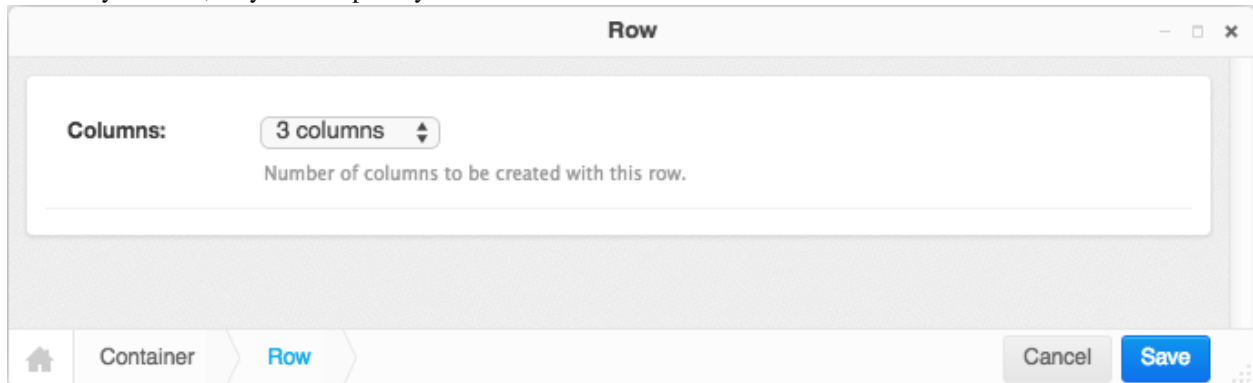 Row
Columns:
3 columns
Number of columns to be created with this row.
Container
Row
Cancel
Save